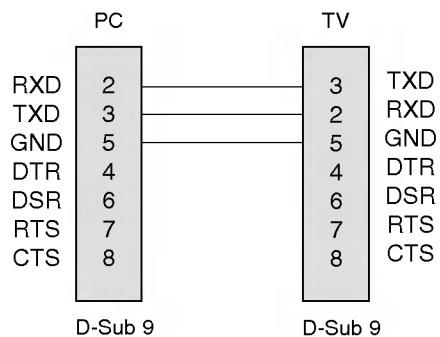 PC TV
RXD 2 3 TXD
TXD 3 2 RXD
GND 5 5 GND
DTR 4 4 DTR
DSR 6 6 DSR
RTS 7 7 RTS
CTS 8 8 CTS
D-Sub 9 D-Sub 9